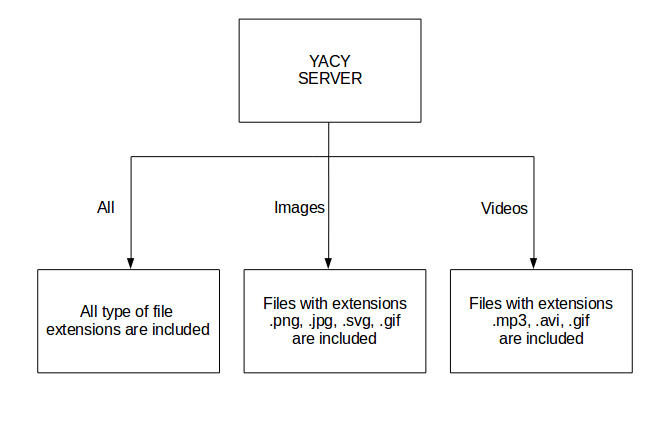 YACY
SERVER
All
Images
Videos
All type of file
extensions are included
Files with extensions
.png, .jpg, .svg, .gif
are included
Files with extensions
.mp3, .avi, .gif
are included